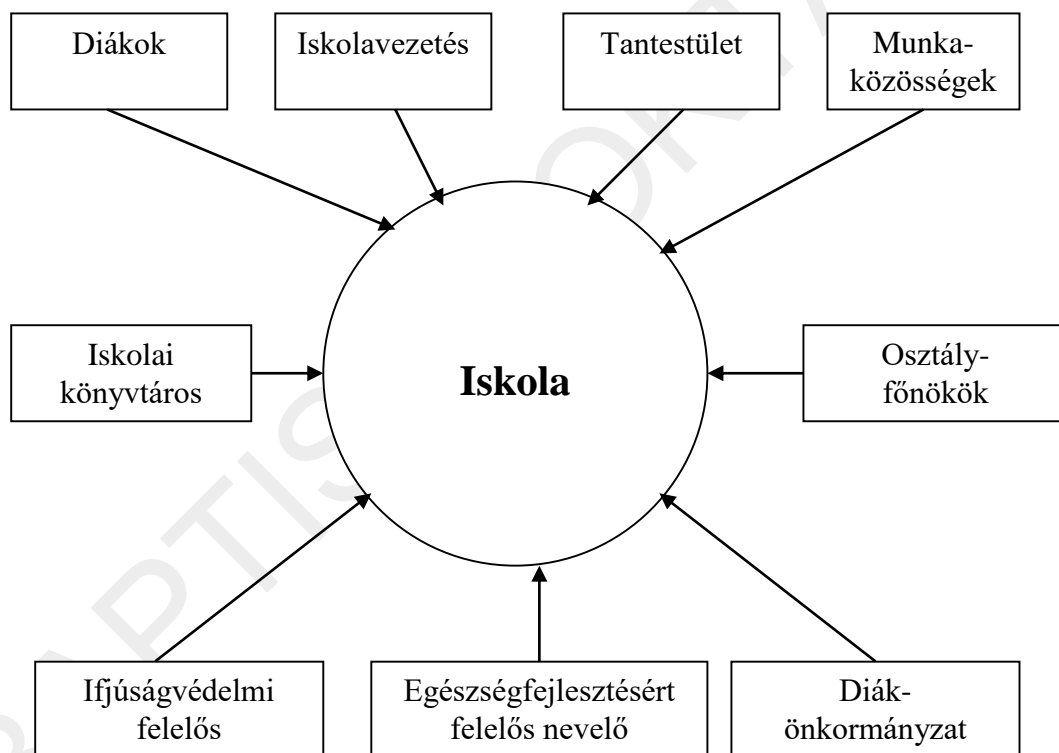 Diákok
Iskolavezetés
Tantestület
Munka-
közösségek
Iskolai
könyvtáros
Iskola
Osztály-
főnökök
Ifjúságvédelmi
felelős
Egészségfejlesztésért
felelős nevelő
Diák-
önkormányzat